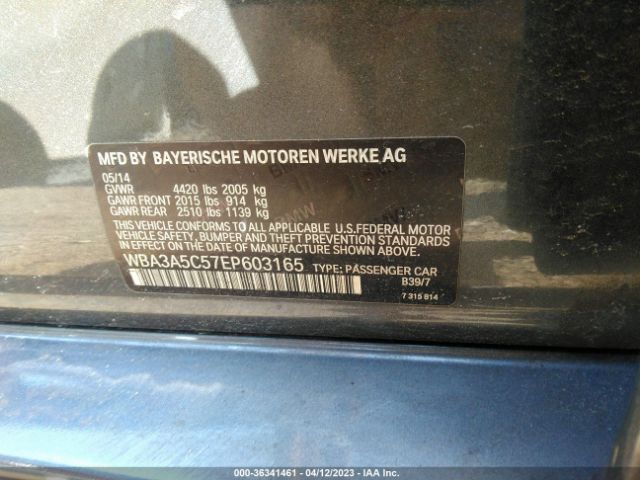 MFD BY BAYERISCHE MOTOREN WERKE AG
05/14
GVWR 4420 lbs 2005 kg
GAWR FRONT 2015 lbs 914 kg
GAWR REAR 2510 lbs 1139 kg
THIS VEHICLE CONFORMS TO ALL APPLICABLE U.S.FEDERAL MOTOR
VEHICLE SAFETY, BUMPER, AND THEFT PREVENTION STANDARDS
IN EFFECT ON THE DATE OF MANUFACTURE SHOWN ABOVE.
WBA3A5C57EP603165 TYPE: PASSENGER CAR
B39/7
7 315 814
000-36341461 - 04/12/2023 - IAA Inc.